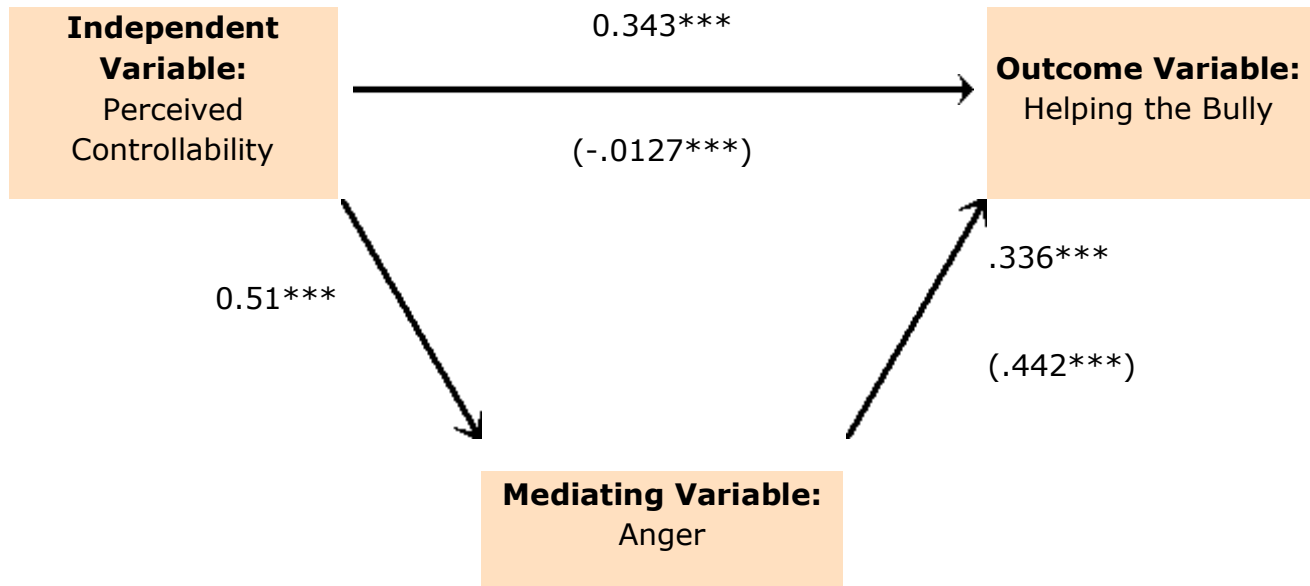 Independent
Variable:
Perceived
Controllability
0.343***
(-.0127***)
Outcome Variable:
Helping the Bully
0.51***
.336***
(.442***)
Mediating Variable:
Anger